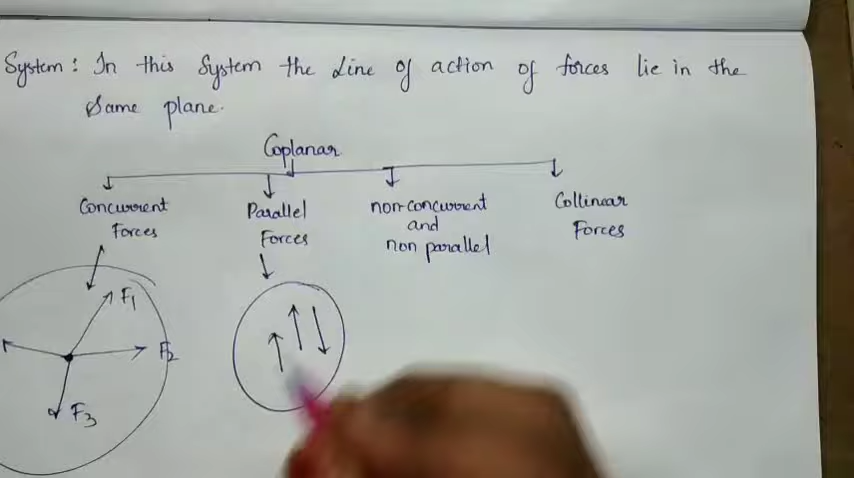 System: In this System the Line of action of forces lie in the
Same plane.
Coplanar
Concurrent
Forces
Parallel
Forces
non-concurrent
and
non parallel
Collinear
Forces
F1
F2
F3